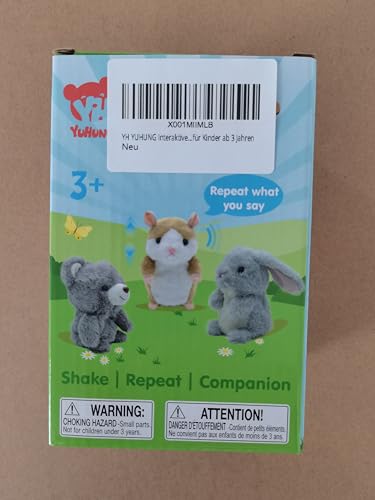 YH
YUHUNG
X001MIIMLB
YH YUHUNG Interaktive...für Kinder ab 3 Jahren
Neu
3+
Repeat what
you say
Shake | Repeat | Companion
WARNING:
CHOKING HAZARD-Small parts.
Not for children under 3 years.
ATTENTION!
DANGER D'ÉTOUFFEMENT -Contient de petits éléments.
Ne convient pas aux enfants de moins de 3 ans.